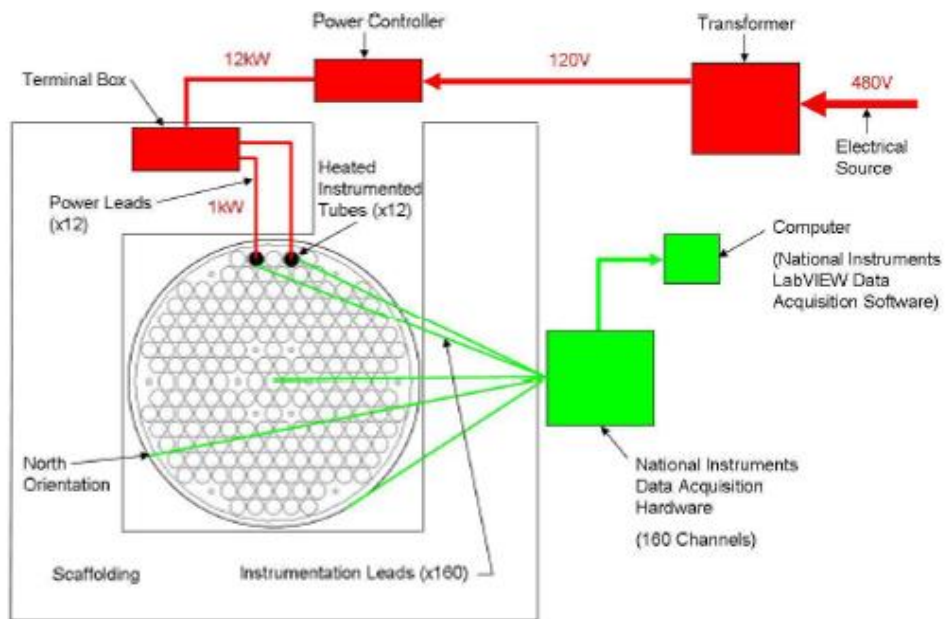 Power Controller
Transformer
12kW
120V
Terminal Box
480V
Electrical
Source
Heated
Instrumented
Tubes (x12)
Power Leads
(x12)
1kW
Computer
(National Instruments
LabVIEW Data
Acquisition Software)
North
Orientation
National Instruments
Data Acquisition
Hardware
(160 Channels)
Scaffolding
Instrumentation Leads (x160)